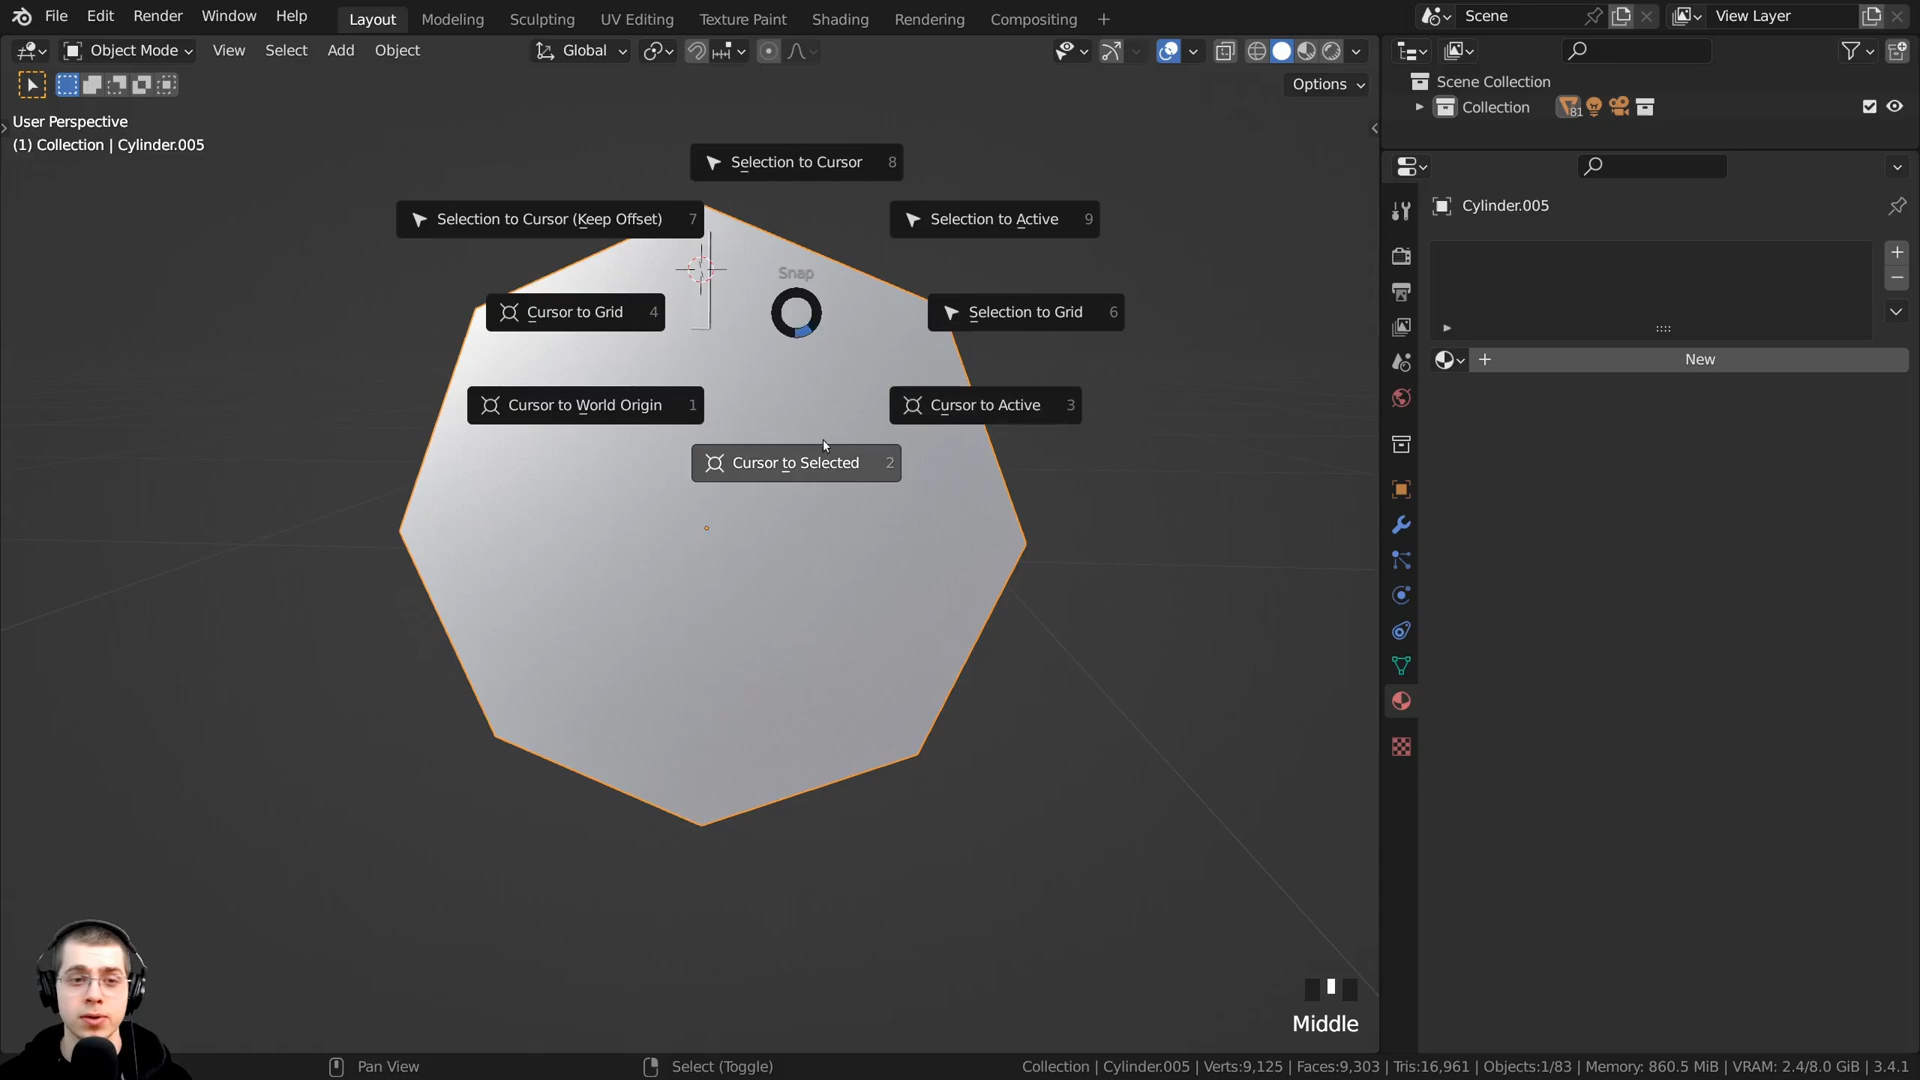 File Edit Render Window Help Layout Modeling Sculpting UV Editing Texture Paint Shading Animation Rendering Compositing + Scene View Layer
Object Mode View Select Add Object Global
Options
Scene Collection
Collection 81
User Perspective
(1) Collection | Cylinder.005
Selection to Cursor 8
Selection to Cursor (Keep Offset) 7
Selection to Active 9
Snap
Cursor to Grid 4
Selection to Grid 6
Cursor to World Origin 1
Cursor to Active 3
Cursor to Selected 2
Cylinder.005
+ New
Middle
Pan View Select (Toggle) Collection | Cylinder.005 | Verts:9,125 | Faces:9,303 | Tris:16,961 | Objects:1/83 | Memory: 860.5 MiB | VRAM: 2.4/8.0 GiB | 3.4.1